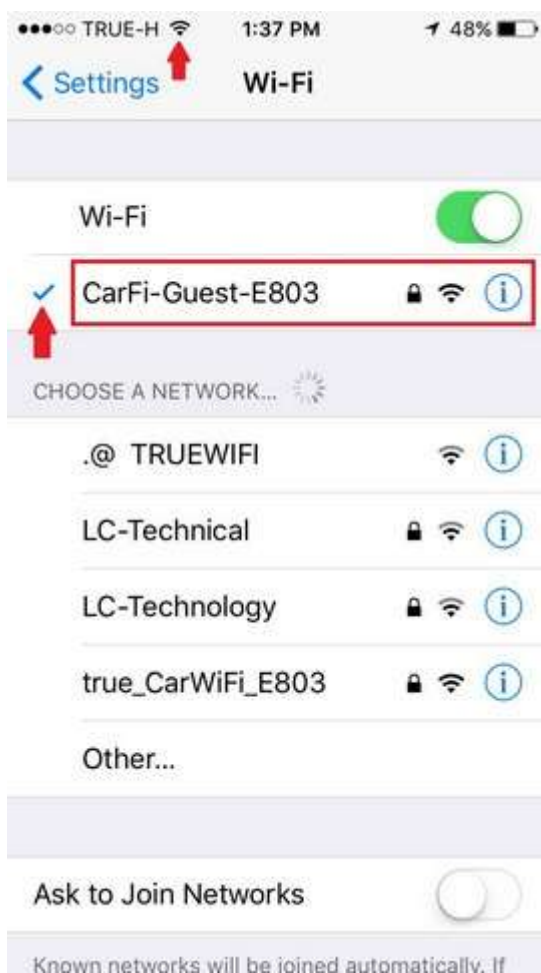 TRUE-H 1:37 PM 48%
Settings Wi-Fi
Wi-Fi
CarFi-Guest-E803
CHOOSE A NETWORK...
.@ TRUEWIFI
LC-Technical
LC-Technology
true_CarWiFi_E803
Other...
Ask to Join Networks
Known networks will be joined automatically. If